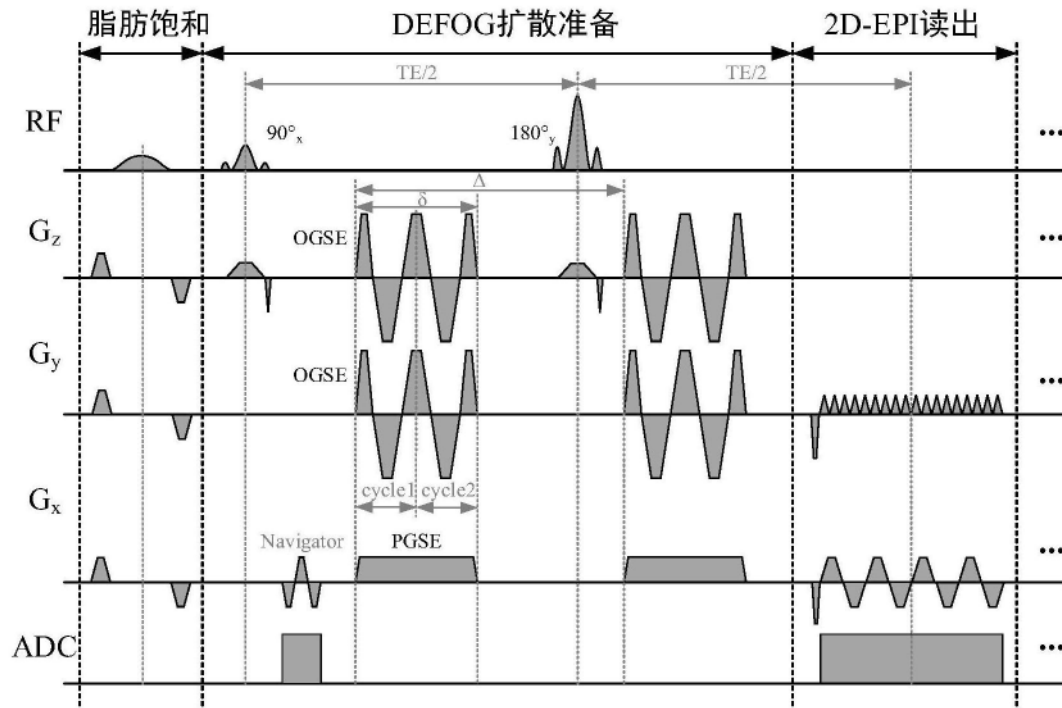 脂肪饱和 DEFOG扩散准备 2D-EPI读出
TE/2 TE/2
RF 90°x 180°y ...
Δ
δ
Gz OGSE ...
Gy OGSE ...
cycle1 cycle2
Gx Navigator PGSE ...
ADC ...